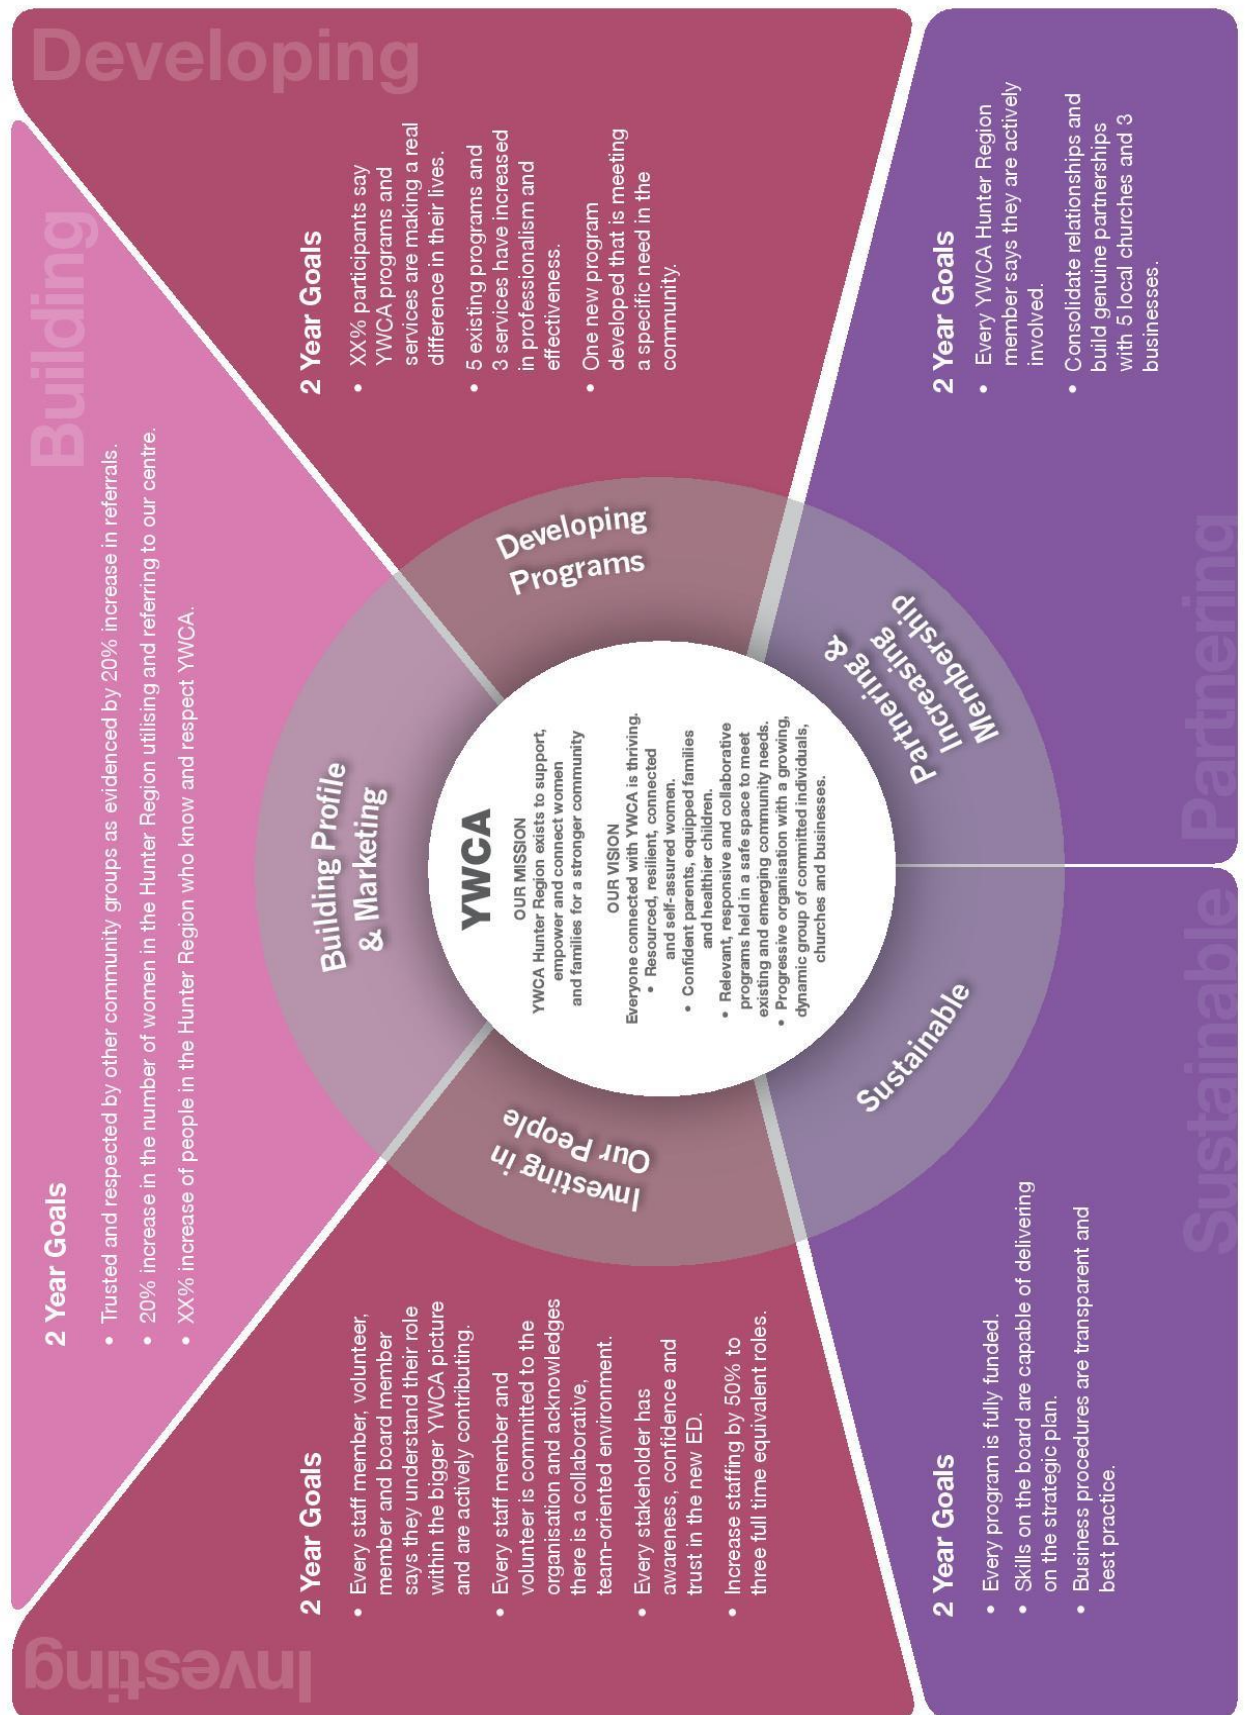 Building
2 Year Goals
• Trusted and respected by other community groups as evidenced by 20% increase in referrals.
• 20% increase in the number of women in the Hunter Region utilising and referring to our centre.
• XX% increase of people in the Hunter Region who know and respect YWCA.
Investing
2 Year Goals
• Every staff member, volunteer,
member and board member
says they understand their role
within the bigger YWCA picture
and are actively contributing.
• Every staff member and
volunteer is committed to the
organisation and acknowledges
there is a collaborative,
team-oriented environment.
• Every stakeholder has
awareness, confidence and
trust in the new ED.
• Increase staffing by 50% to
three full time equivalent roles.
Building Profile
& Marketing
Investing in
Our People
Developing
Programs
Sustainable
Partnering &
Increasing
Membership
YWCA
OUR MISSION
YWCA Hunter Region exists to support,
empower and connect women
and families for a stronger community
OUR VISION
Everyone connected with YWCA is thriving.
• Resourced, resilient, connected
and self-assured women.
• Confident parents, equipped families
and healthier children.
• Relevant, responsive and collaborative
programs held in a safe space to meet
existing and emerging community needs.
• Progressive organisation with a growing,
dynamic group of committed individuals,
churches and businesses.
Developing
2 Year Goals
• XX% participants say
YWCA programs and
services are making a real
difference in their lives.
• 5 existing programs and
3 services have increased
in professionalism and
effectiveness.
• One new program
developed that is meeting
a specific need in the
community.
2 Year Goals
• Every program is fully funded.
• Skills on the board are capable of delivering
on the strategic plan.
• Business procedures are transparent and
best practice.
Sustainable
2 Year Goals
• Every YWCA Hunter Region
member says they are actively
involved.
• Consolidate relationships and
build genuine partnerships
with 5 local churches and 3
businesses.
Partnering